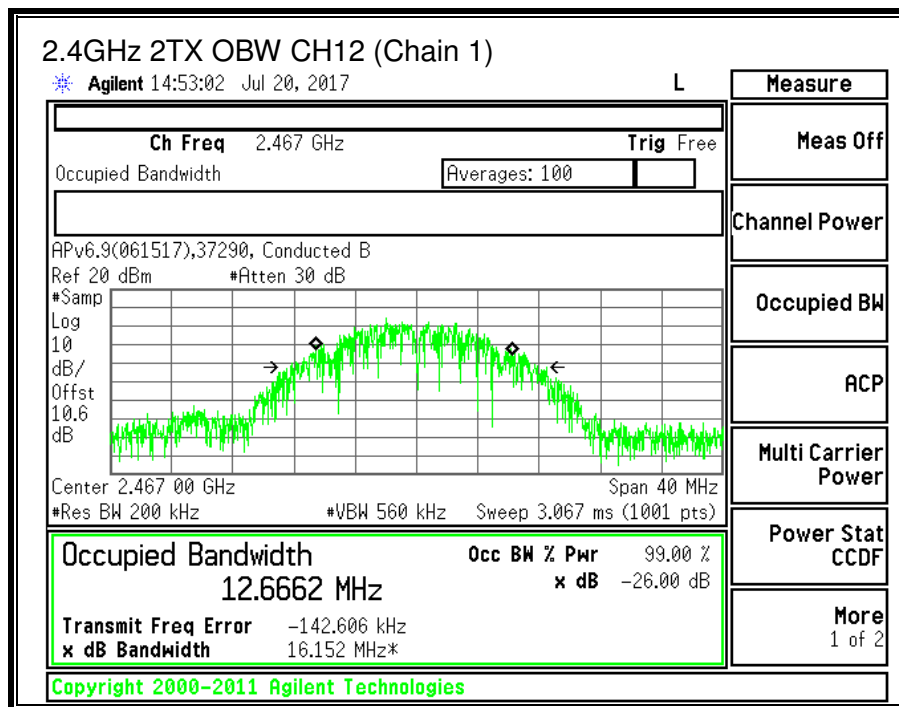 2.4GHz 2TX OBW CH12 (Chain 1)
Agilent 14:53:02 Jul 20, 2017 L
Measure
Ch Freq 2.467 GHz Trig Free
Meas Off
Occupied Bandwidth Averages: 100
Channel Power
APv6.9(061517),37290, Conducted B
Ref 20 dBm #Atten 30 dB
#Samp
Log
10
dB/
Offst
10.6
dB
Occupied BW
ACP
Multi Carrier
Power
Center 2.467 00 GHz Span 40 MHz
#Res BW 200 kHz #VBW 560 kHz Sweep 3.067 ms (1001 pts)
Power Stat
CCDF
Occupied Bandwidth Occ BW % Pwr 99.00 %
12.6662 MHz x dB -26.00 dB
Transmit Freq Error -142.606 kHz
x dB Bandwidth 16.152 MHz*
More
1 of 2
Copyright 2000-2011 Agilent Technologies